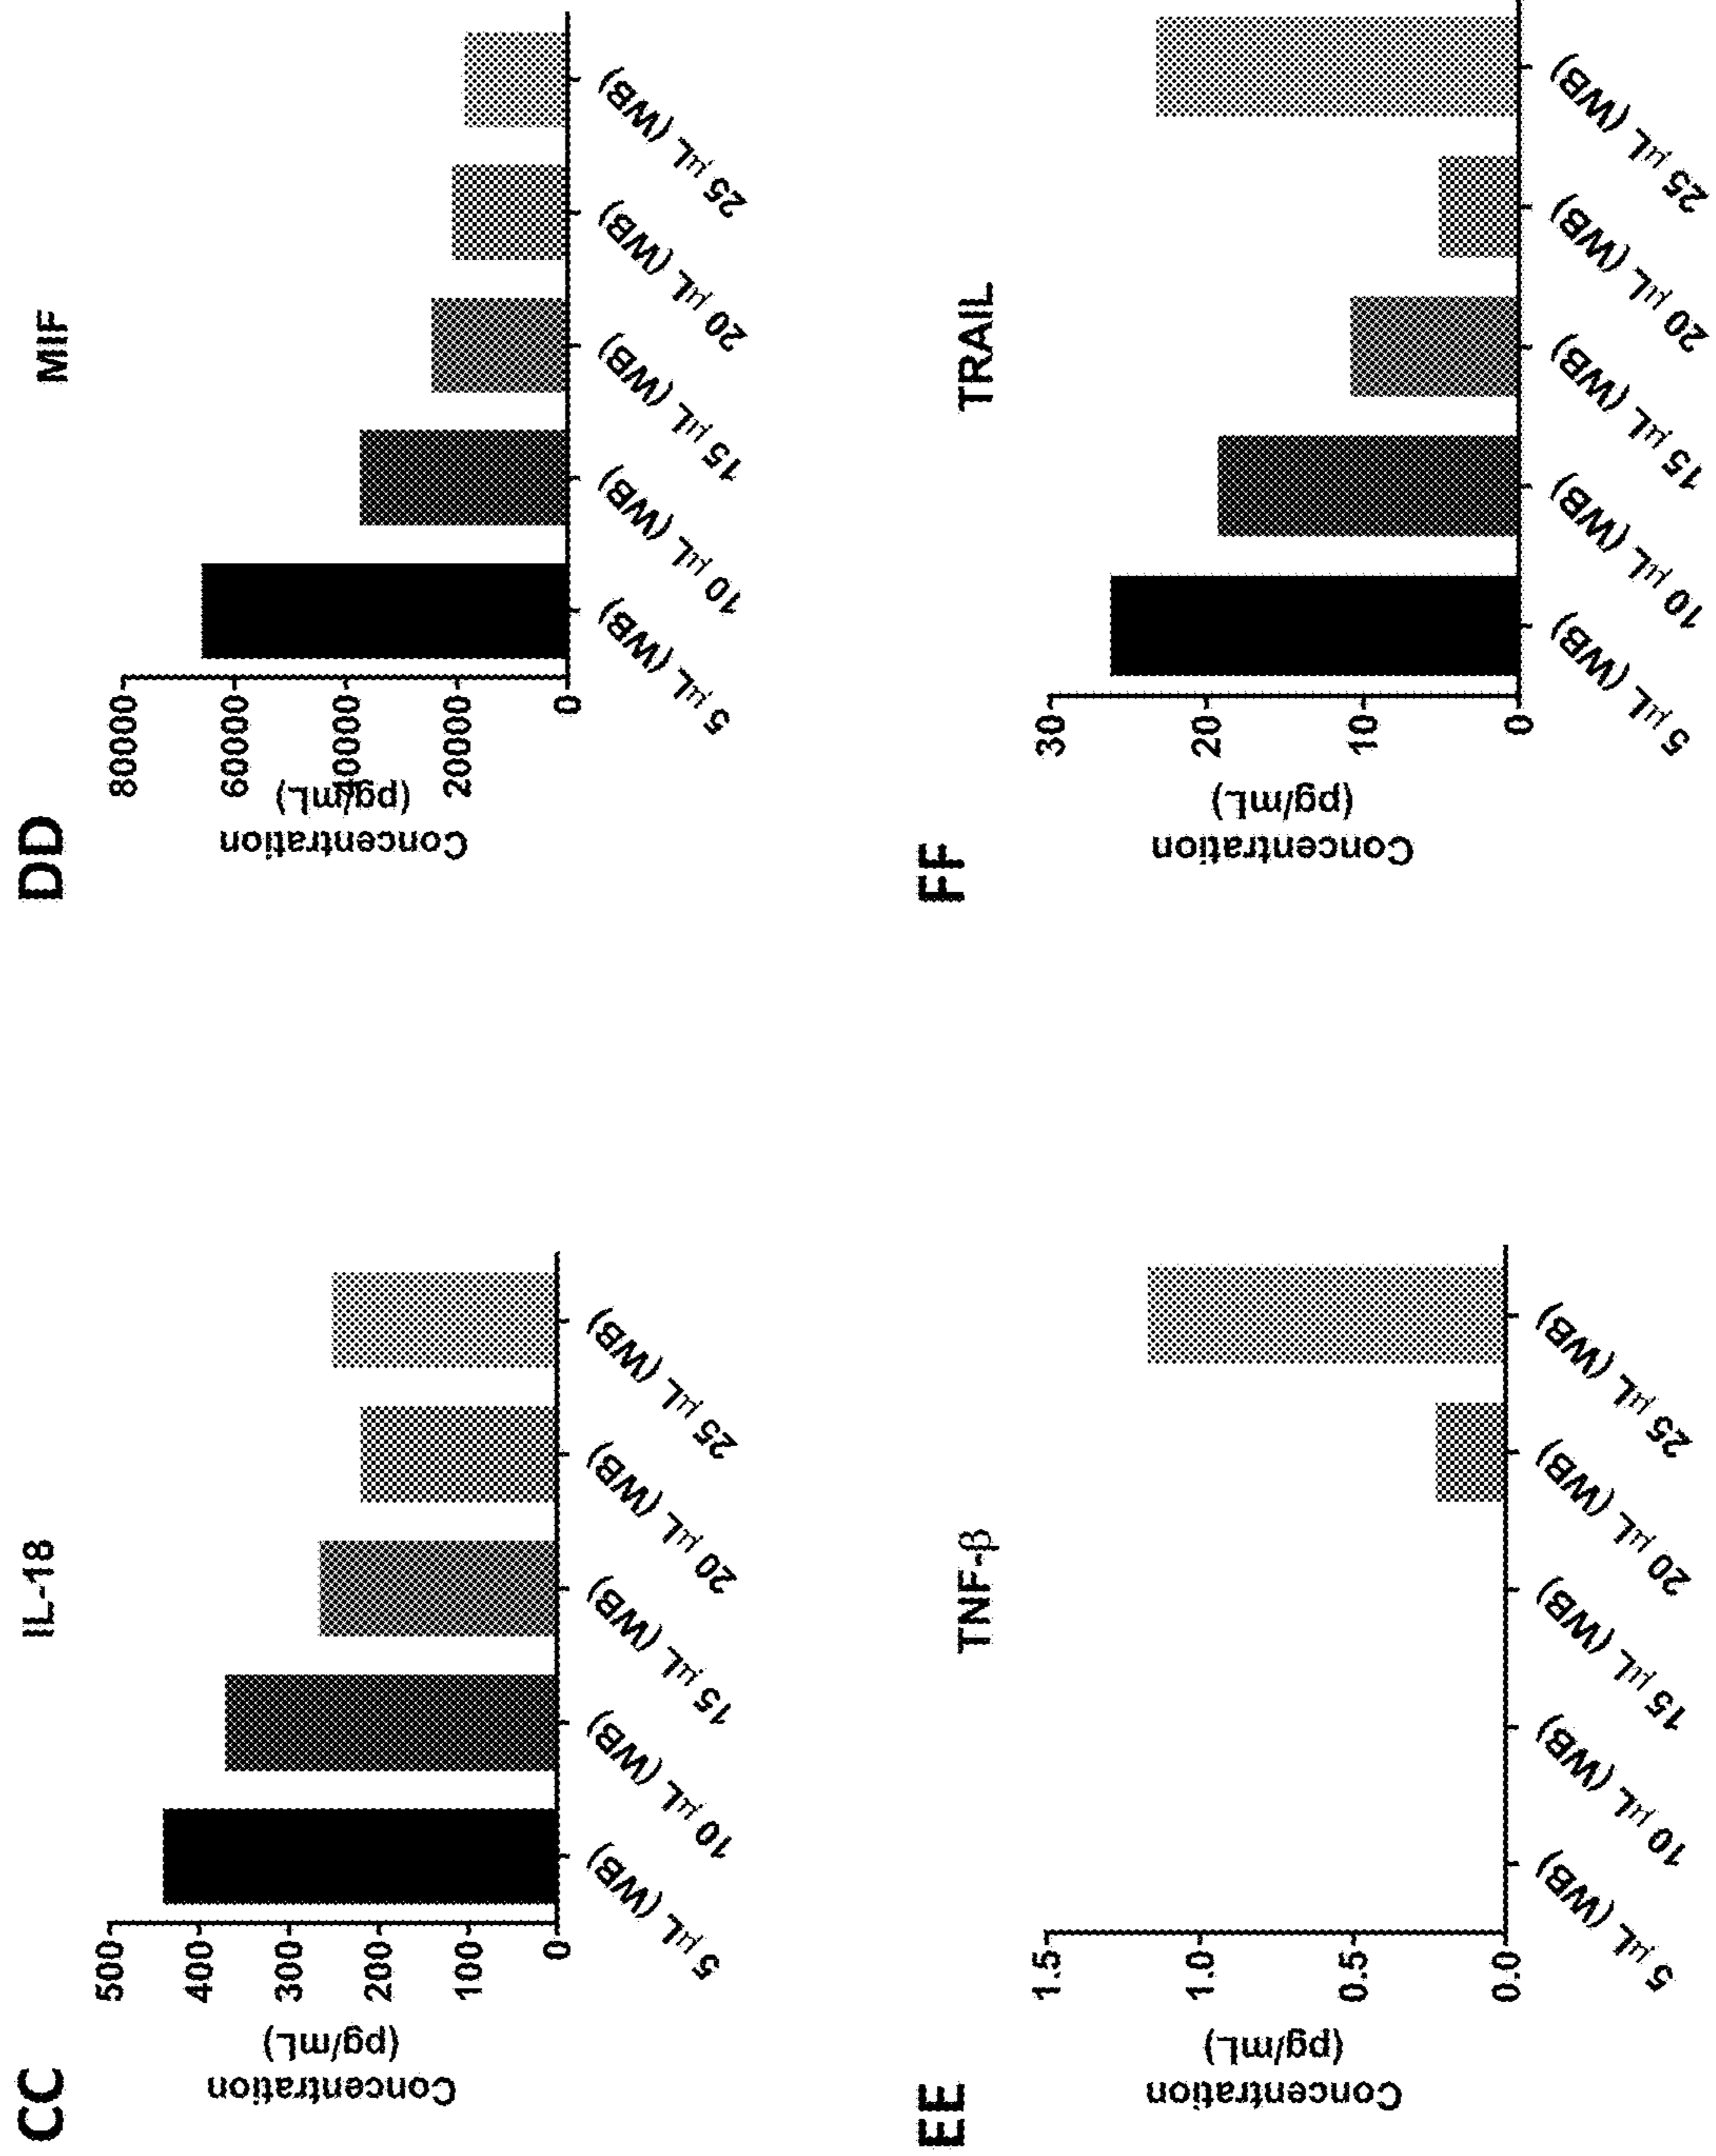 CC
IL-18
Concentration
(pg/mL)
500
400
300
200
100
0
5 µL (WB)
10 µL (WB)
15 µL (WB)
20 µL (WB)
25 µL (WB)
DD
MIF
Concentration
(pg/mL)
80000
60000
40000
20000
0
5 µL (WB)
10 µL (WB)
15 µL (WB)
20 µL (WB)
25 µL (WB)
EE
TNF-β
Concentration
(pg/mL)
1.5
1.0
0.5
0.0
5 µL (WB)
10 µL (WB)
15 µL (WB)
20 µL (WB)
25 µL (WB)
FF
TRAIL
Concentration
(pg/mL)
30
20
10
0
5 µL (WB)
10 µL (WB)
15 µL (WB)
20 µL (WB)
25 µL (WB)